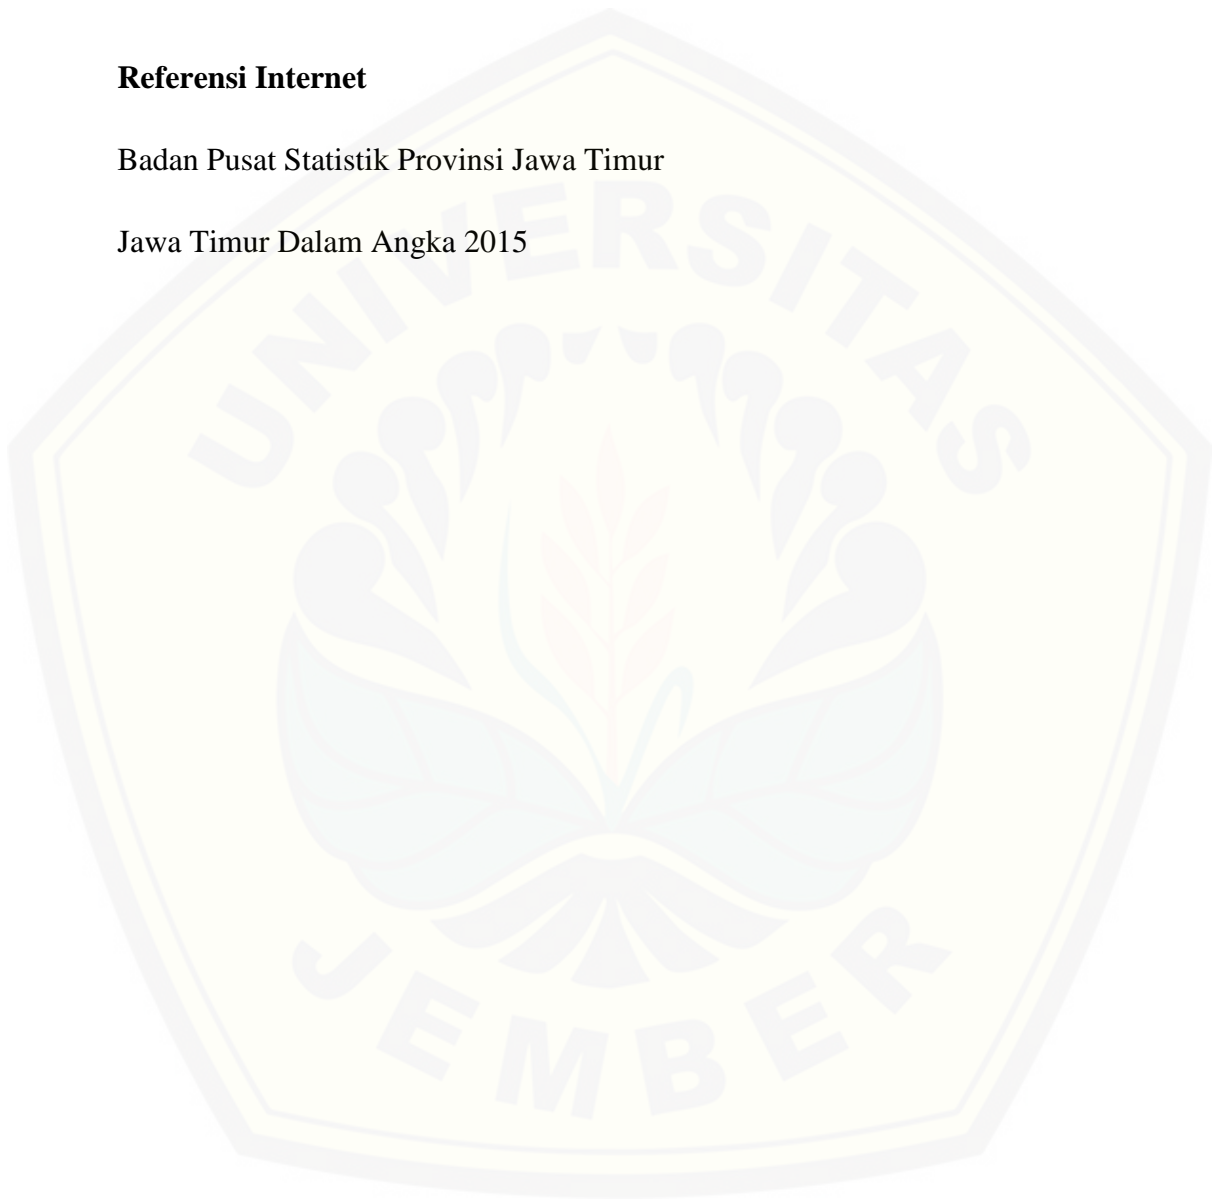 Referensi Internet
Badan Pusat Statistik Provinsi Jawa Timur
Jawa Timur Dalam Angka 2015
UNIVERSITAS
JEMBER